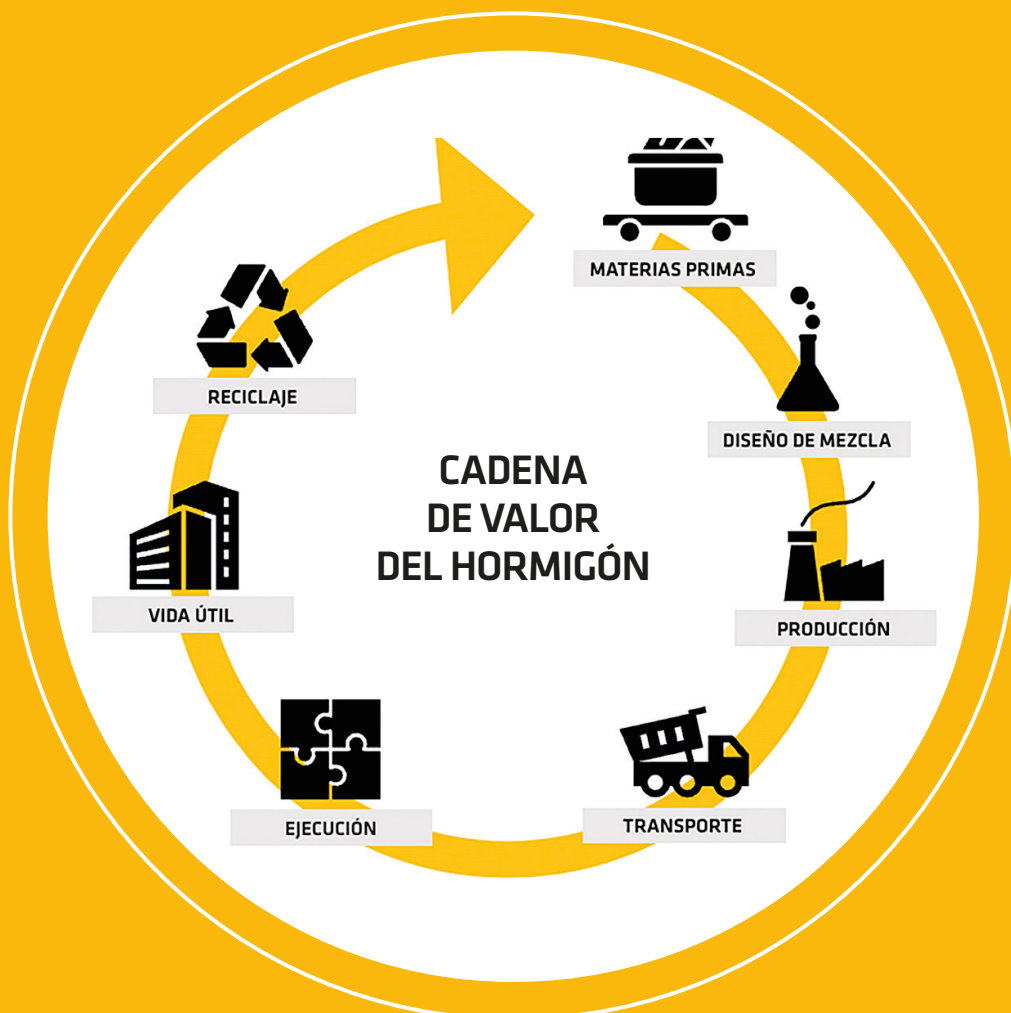 CADENA
DE VALOR
DEL HORMIGÓN
MATERIAS PRIMAS
DISEÑO DE MEZCLA
PRODUCCIÓN
TRANSPORTE
EJECUCIÓN
VIDA ÚTIL
RECICLAJE